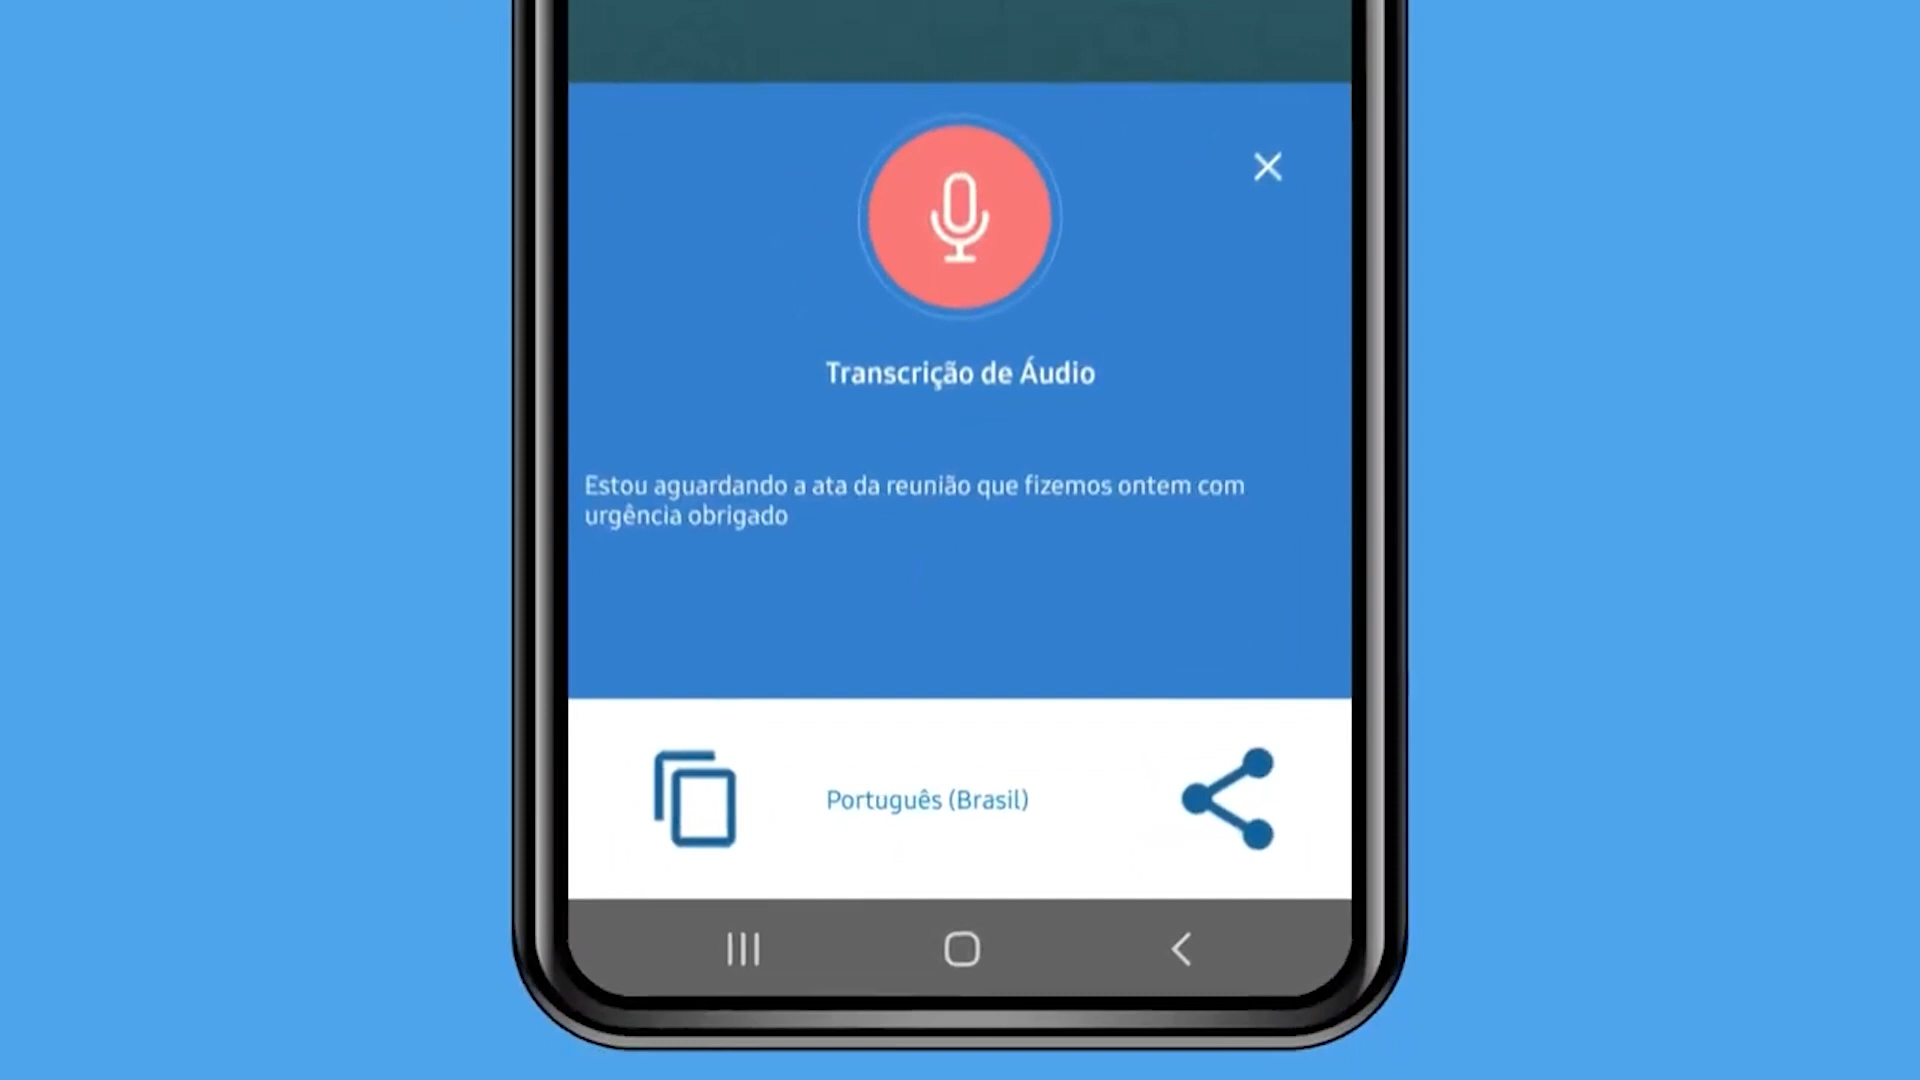 Transcrição de Áudio
Estou aguardando a ata da reunião que fizemos ontem com
urgência obrigado
Português (Brasil)